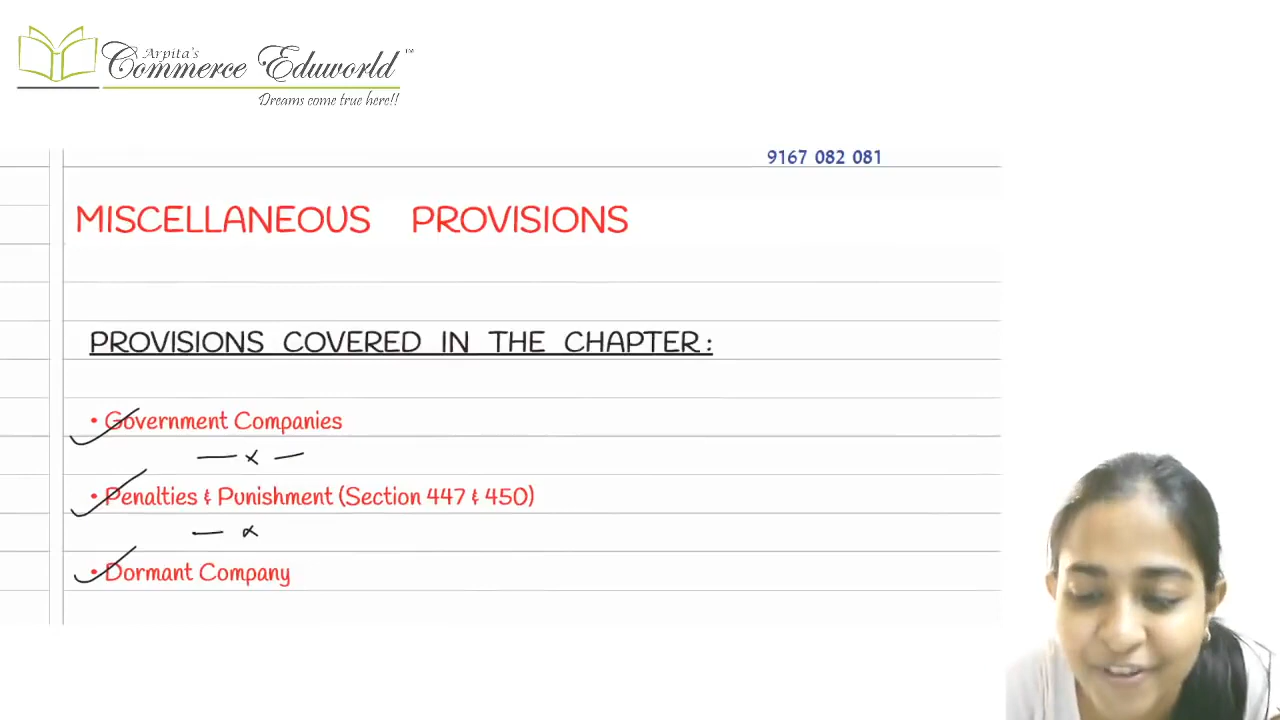 Arpita's
Commerce Eduworld™
Dreams come true here!!
9167 082 081
MISCELLANEOUS PROVISIONS
PROVISIONS COVERED IN THE CHAPTER:
• Government Companies
— x —
• Penalties & Punishment (Section 447 & 450)
— x
• Dormant Company